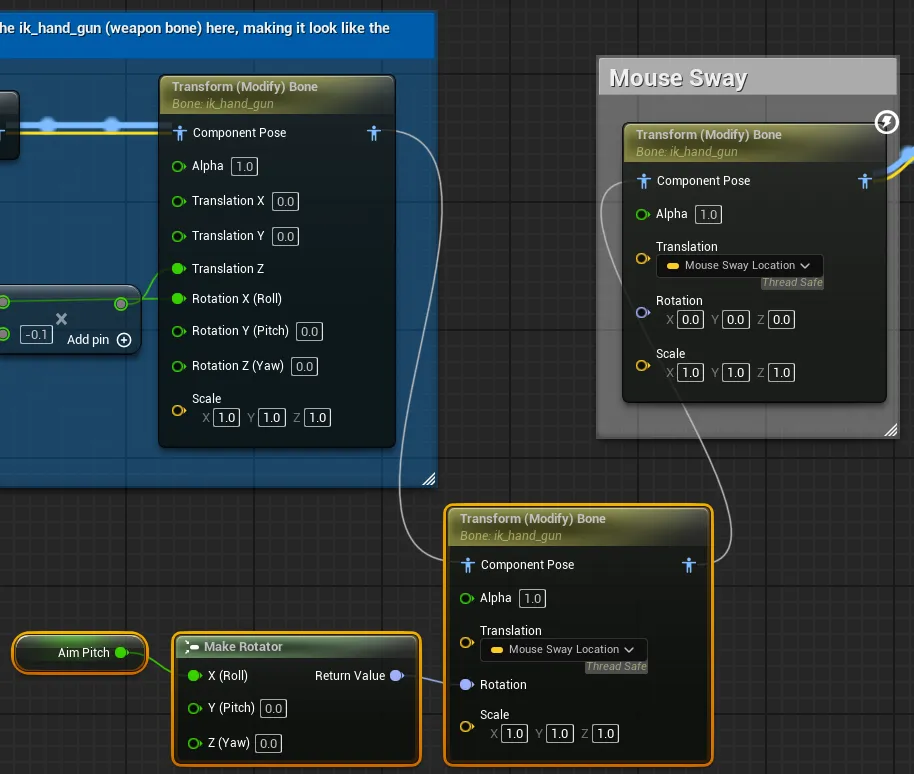 he ik_hand_gun (weapon bone) here, making it look like the
Transform (Modify) Bone
Bone: ik_hand_gun
Component Pose
Alpha 1.0
Translation X 0.0
Translation Y 0.0
Translation Z
Rotation X (Roll)
Rotation Y (Pitch) 0.0
Rotation Z (Yaw) 0.0
Scale
X 1.0 Y 1.0 Z 1.0
-0.1 Add pin
Mouse Sway
Transform (Modify) Bone
Bone: ik_hand_gun
Component Pose
Alpha 1.0
Translation
Mouse Sway Location
Thread Safe
Rotation
X 0.0 Y 0.0 Z 0.0
Scale
X 1.0 Y 1.0 Z 1.0
Transform (Modify) Bone
Bone: ik_hand_gun
Component Pose
Alpha 1.0
Translation
Mouse Sway Location
Thread Safe
Rotation
Scale
X 1.0 Y 1.0 Z 1.0
Aim Pitch
Make Rotator
X (Roll) Return Value
Y (Pitch) 0.0
Z (Yaw) 0.0